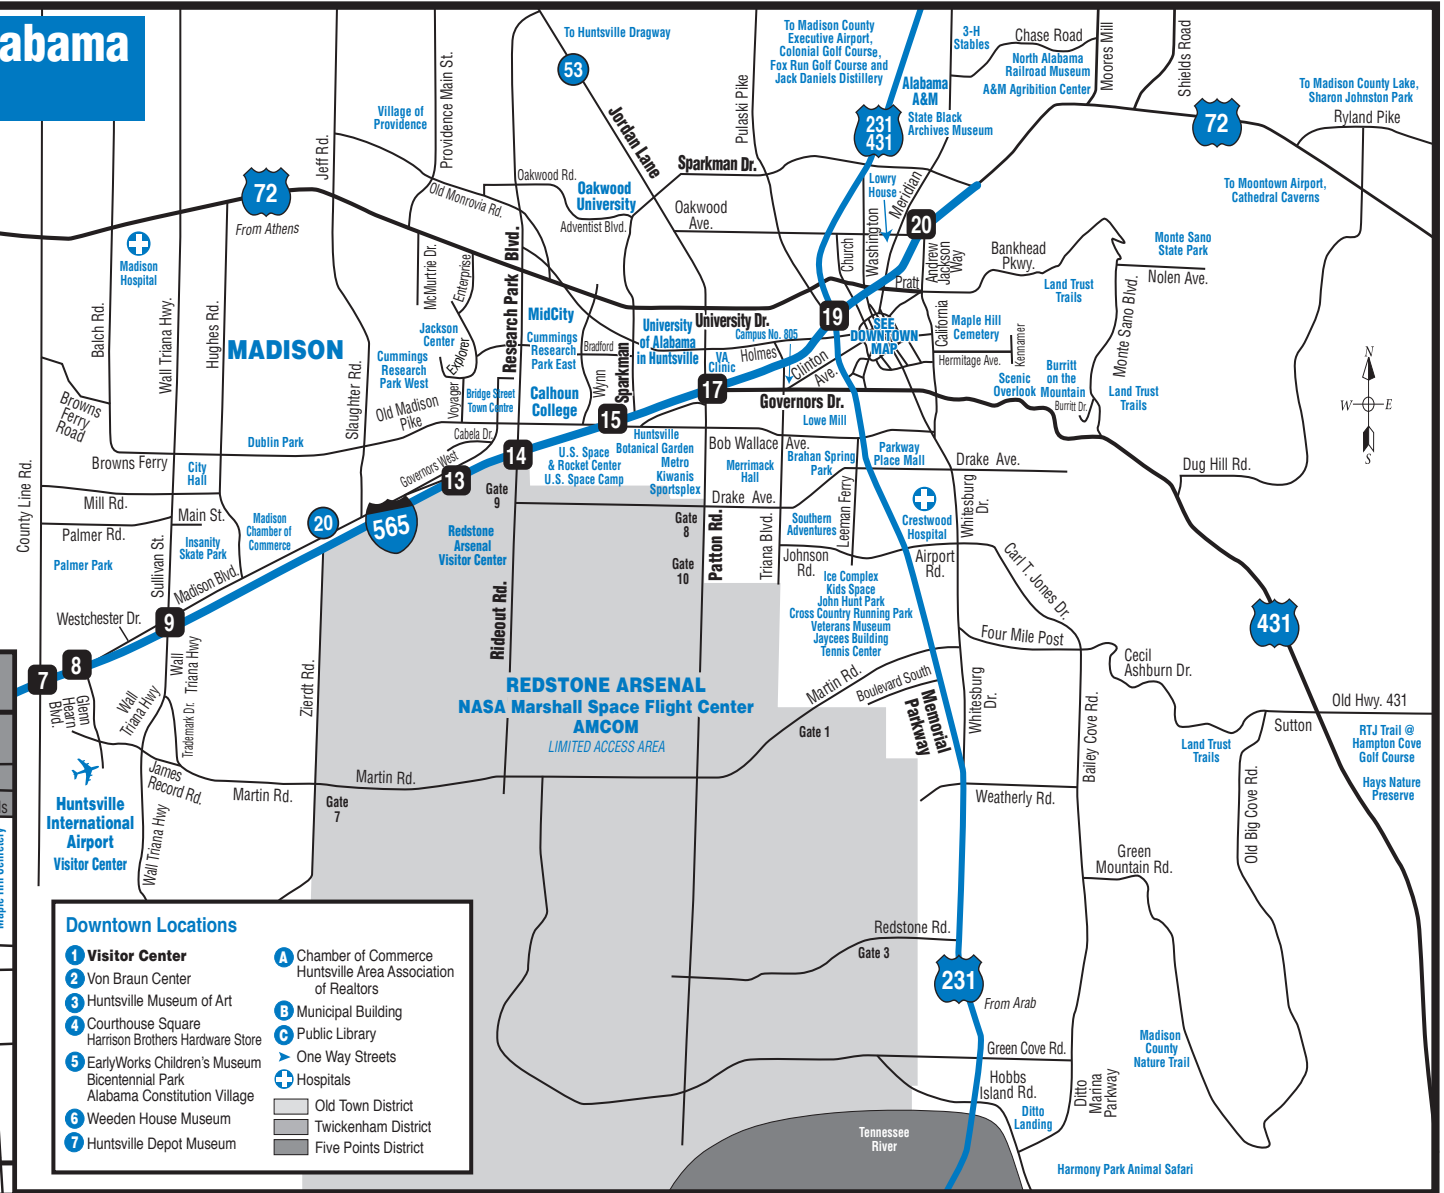 abama
To Huntsville Dragway
53
To Madison County
Executive Airport,
Colonial Golf Course,
Fox Run Golf Course and
Jack Daniels Distillery
3-H
Stables
Chase Road
North Alabama
Railroad Museum
A&M Agribition Center
Moores Mill
Shields Road
To Madison County Lake,
Sharon Johnston Park
Ryland Pike
Alabama
A&M
State Black
Archives Museum
231
431
72
Village of
Providence
Providence Main St.
Jeff Rd.
Jordan Lane
Pulaski Pike
Sparkman Dr.
Oakwood Rd.
Oakwood
University
Adventist Blvd.
Oakwood
Ave.
Old Monrovia Rd.
72
From Athens
Lowry
House
Meridian
Washington
Church
20
Pratt
Andrew
Jackson
Way
Bankhead
Pkwy.
To Moontown Airport,
Cathedral Caverns
Monte Sano
State Park
Nolen Ave.
Land Trust
Trails
Monte Sano Blvd.
Madison
Hospital
Balch Rd.
Wall Triana Hwy.
Hughes Rd.
MADISON
Slaughter Rd.
McMurtrie Dr.
Enterprise
Research Park Blvd.
Jackson
Center
Explorer
Cummings
Research
Park West
Voyager
MidCity
Cummings
Research
Park East
Bradford
Wynn
Sparkman
Bridge Street
Town Centre
Calhoun
College
University
of Alabama
in Huntsville
University Dr.
Campus No. 805
VA
Clinic
Holmes
Clinton
Ave.
19
SEE
DOWNTOWN
MAP
California
Maple Hill
Cemetery
Hermitage Ave.
Kennamer
Scenic
Overlook
Burritt
on the
Mountain
Burritt Dr.
Land Trust
Trails
N
W
E
S
17
15
14
13
Governors Dr.
Lowe Mill
Browns
Ferry
Road
Old Madison
Pike
Dublin Park
Cabela Dr.
Governors West
Browns Ferry
City
Hall
U.S. Space
& Rocket Center
U.S. Space Camp
Huntsville
Botanical Garden
Metro
Kiwanis
Sportsplex
Bob Wallace Ave.
Merrimack
Hall
Brahan Spring
Park
Parkway
Place Mall
Drake Ave.
Drake Ave.
Dug Hill Rd.
County Line Rd.
Mill Rd.
Main St.
Palmer Rd.
Palmer Park
Sullivan St.
Insanity
Skate Park
Madison
Chamber of
Commerce
20
565
Gate
9
Redstone
Arsenal
Visitor Center
Gate
8
Gate
10
Patton Rd.
Triana Blvd.
Southern
Adventures
Leeman Ferry
Crestwood
Hospital
Whitesburg
Dr.
Johnson
Rd.
Airport
Rd.
Carl T. Jones Dr.
Ice Complex
Kids Space
John Hunt Park
Cross Country Running Park
Veterans Museum
Jaycees Building
Tennis Center
Madison Blvd.
Westchester Dr.
9
8
7
Rideout Rd.
Four Mile Post
Cecil
Ashburn Dr.
431
Wall
Triana Hwy
Wall
Triana Hwy
Trademark Dr.
Glenn
Hearn
Blvd.
Zierdt Rd.
REDSTONE ARSENAL
NASA Marshall Space Flight Center
AMCOM
LIMITED ACCESS AREA
Martin Rd.
Boulevard South
Memorial
Parkway
Whitesburg
Dr.
Gate 1
Bailey Cove Rd.
Old Hwy. 431
Sutton
Land Trust
Trails
RTJ Trail @
Hampton Cove
Golf Course
Hays Nature
Preserve
Old Big Cove Rd.
James
Record Rd.
Martin Rd.
Martin Rd.
Gate
7
Weatherly Rd.
Huntsville
International
Airport
Visitor Center
Wall Triana Hwy
Green
Mountain Rd.
ls
Maple Hill Cemetery
Redstone Rd.
Gate 3
231
From Arab
Green Cove Rd.
Hobbs
Island Rd.
Ditto
Marina
Parkway
Madison
County
Nature Trail
Ditto
Landing
Tennessee
River
Harmony Park Animal Safari
Downtown Locations
1 Visitor Center
2 Von Braun Center
3 Huntsville Museum of Art
4 Courthouse Square
Harrison Brothers Hardware Store
5 EarlyWorks Children's Museum
Bicentennial Park
Alabama Constitution Village
6 Weeden House Museum
7 Huntsville Depot Museum
A Chamber of Commerce
Huntsville Area Association
of Realtors
B Municipal Building
C Public Library
One Way Streets
Hospitals
Old Town District
Twickenham District
Five Points District